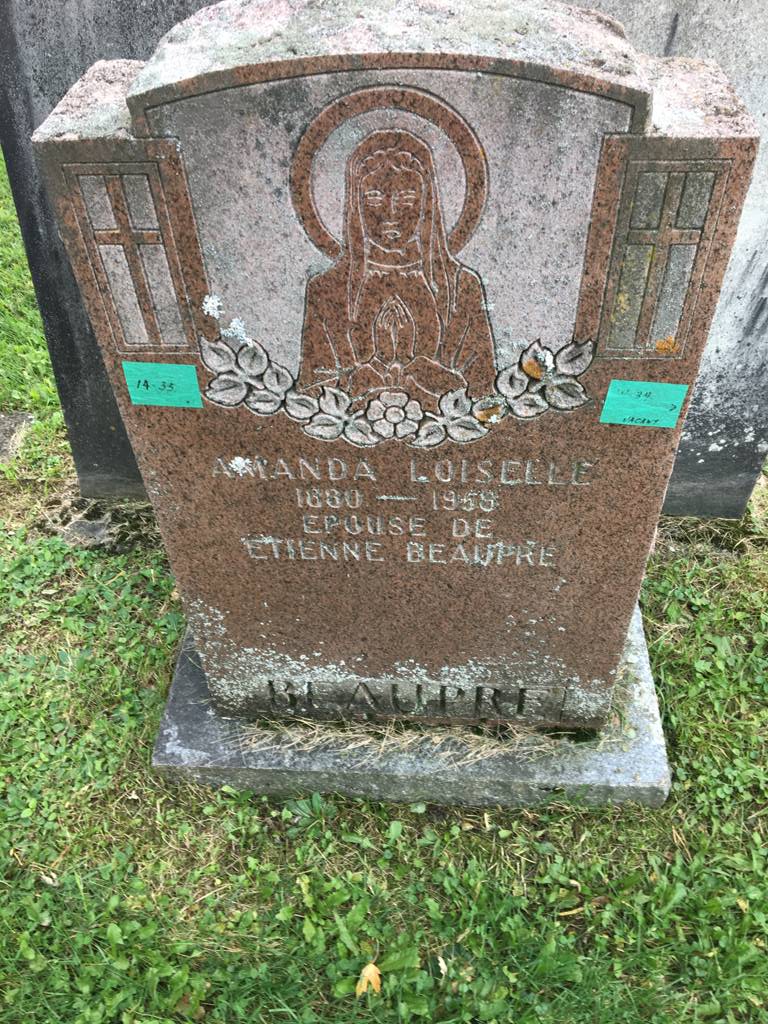 14-35
VACANT
AMANDA LOISELLE
1880 — 1968
EPOUSE DE
ETIENNE BEAUPRE
BEAUPRE